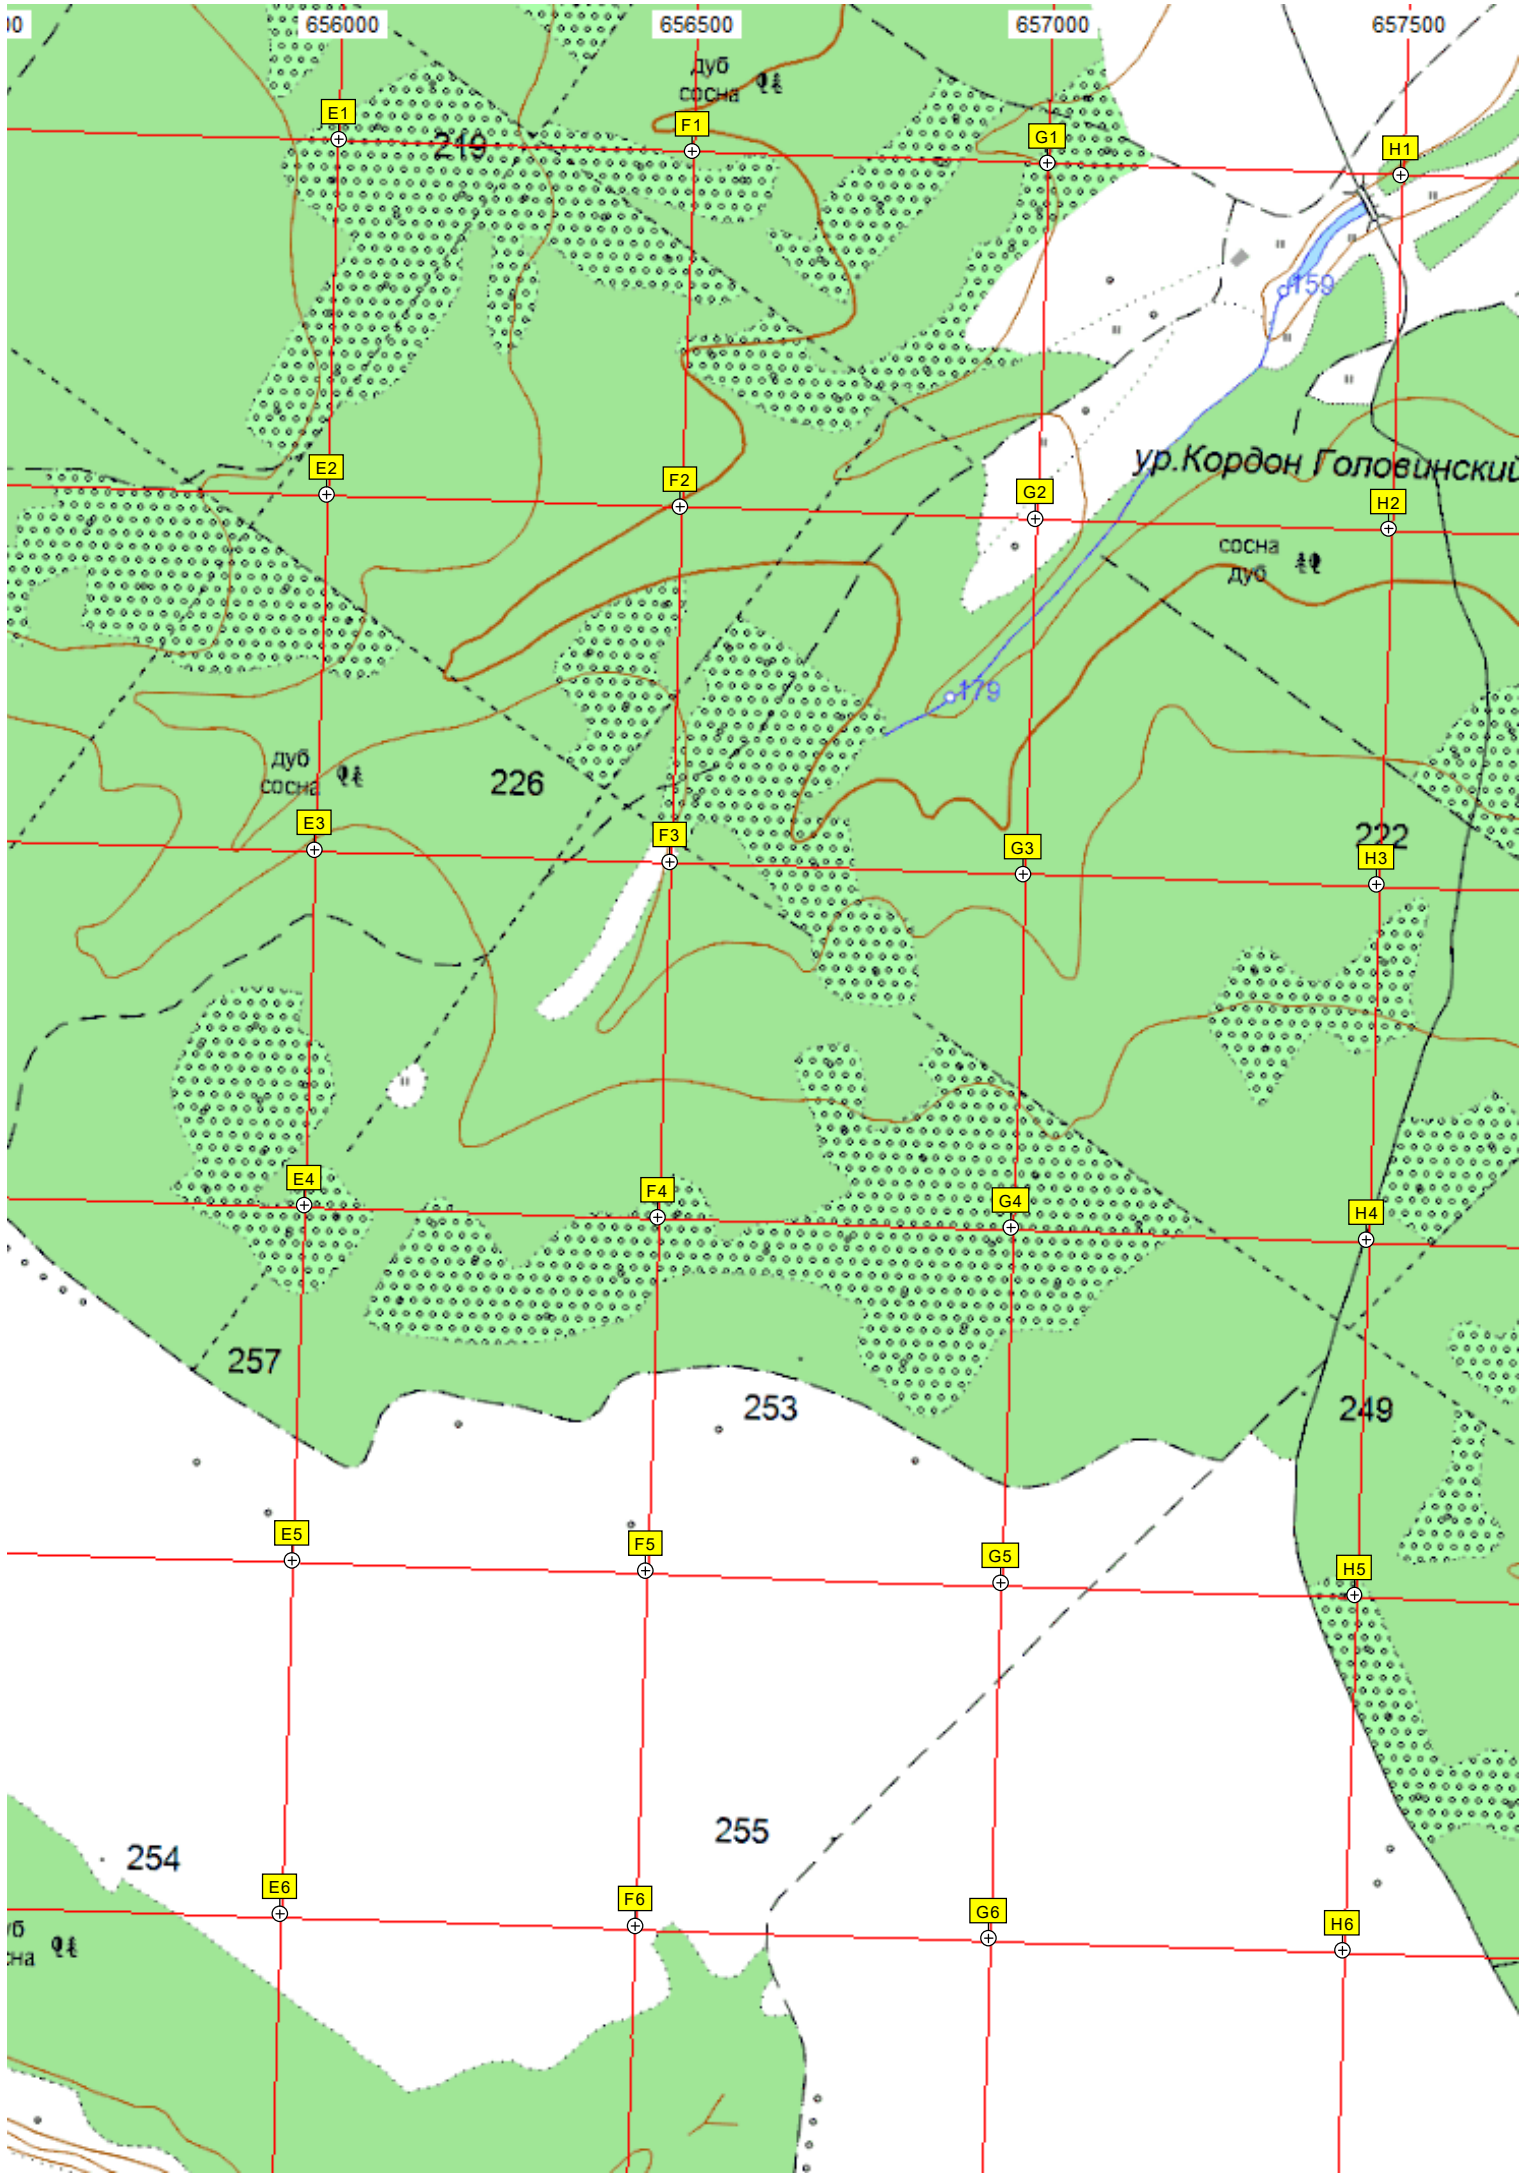 656000 656500 657000 657500
дуб
сосна
E1 F1 G1 H1
219
159
E2 F2 G2 H2
ур.Кордон Головинский
сосна
дуб
179
дуб
сосна
226
222
E3 F3 G3 H3
E4 F4 G4 H4
257
253
249
E5 F5 G5 H5
255
254
E6 F6 G6 H6